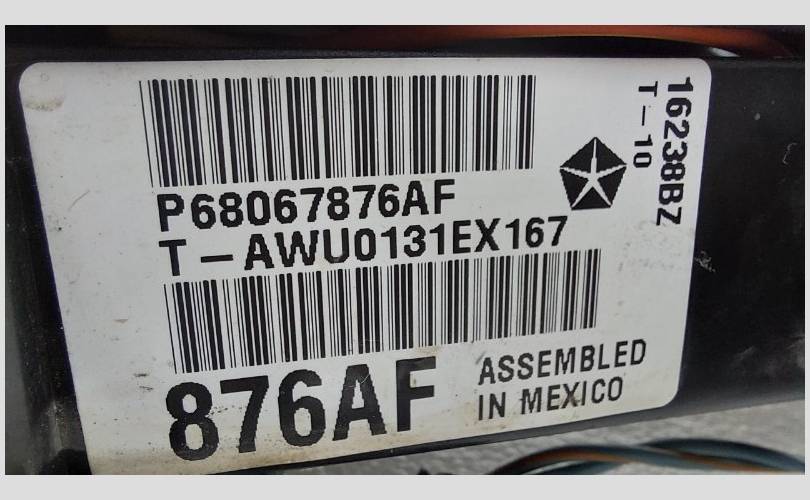 P68067876AF
T-AWU0131EX167
876AF
ASSEMBLED
IN MEXICO
16238BZ
T-10